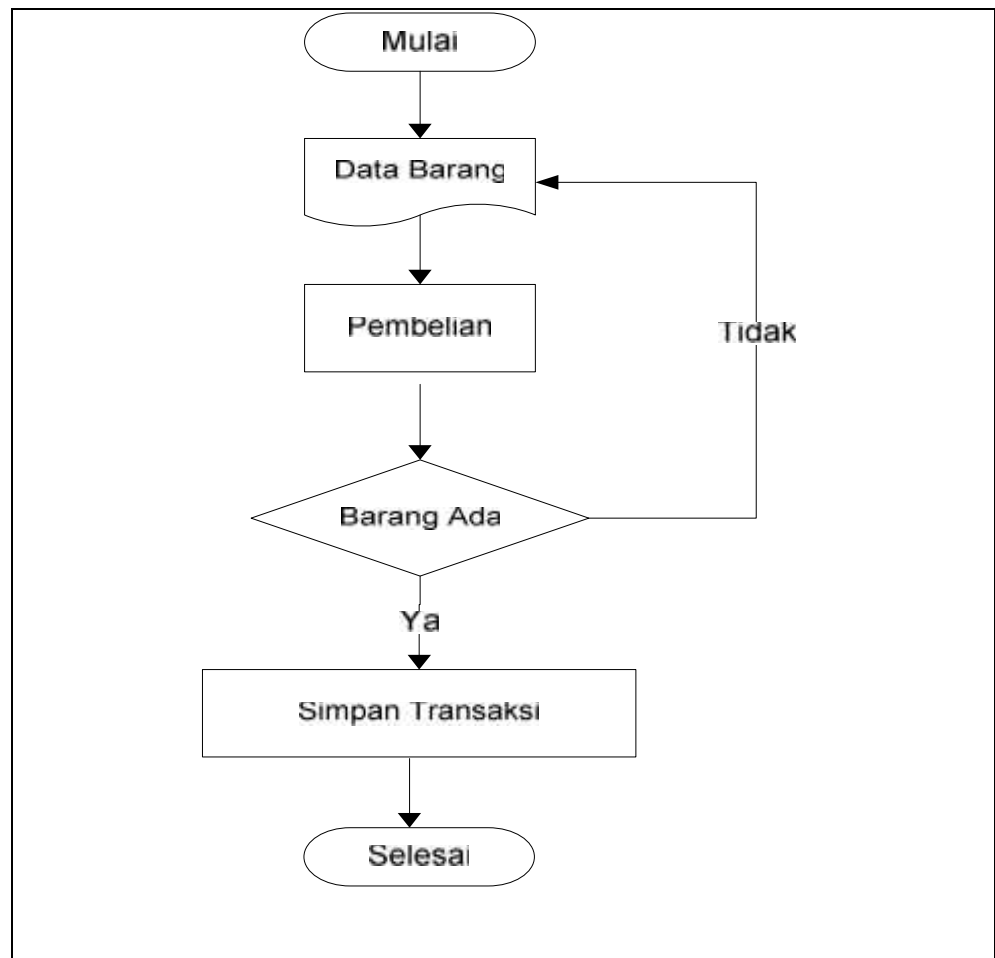 Mulai
Data Barang
Pembelian
Tidak
Barang Ada
Ya
Simpan Transaksi
Selesai